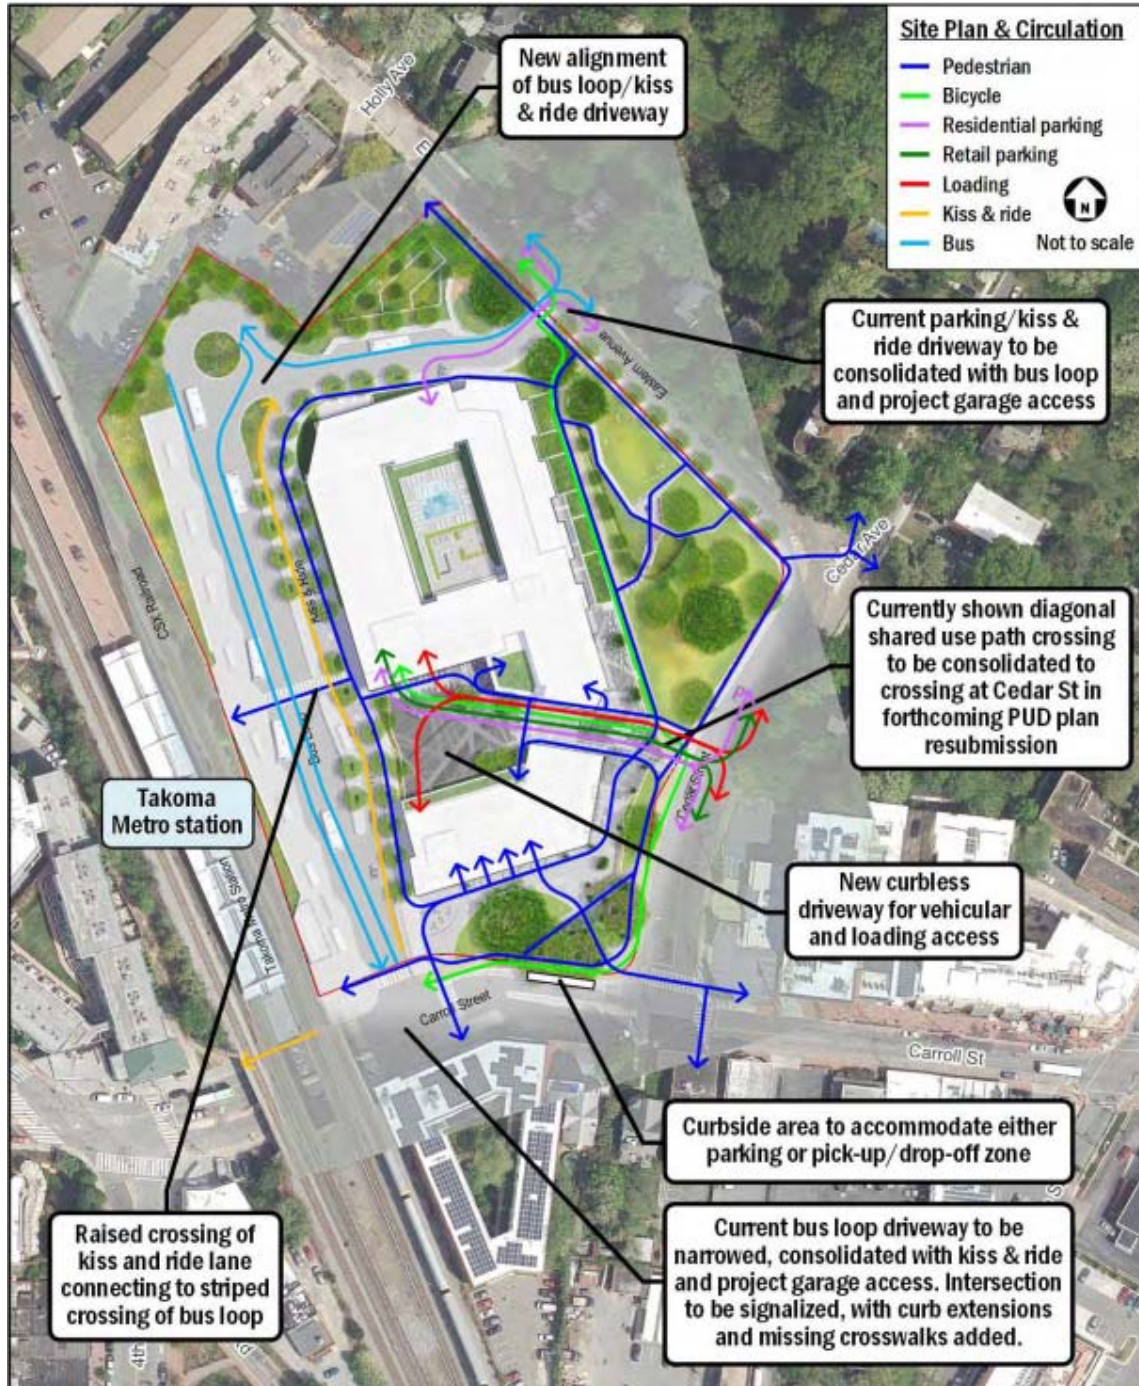 Site Plan & Circulation
Pedestrian
Bicycle
Residential parking
Retail parking
Loading
Kiss & ride
Bus
N
Not to scale
New alignment
of bus loop/kiss
& ride driveway
Holly Ave
E
Current parking/kiss &
ride driveway to be
consolidated with bus loop
and project garage access
Eastern Avenue
Cedar Ave
Kiss & Ride
CSX Railroad
Currently shown diagonal
shared use path crossing
to be consolidated to
crossing at Cedar St in
forthcoming PUD plan
resubmission
Takoma
Metro station
Cedar Street
Takoma Metro Station
New curbless
driveway for vehicular
and loading access
Carroll Street
Carroll St
Curbside area to accommodate either
parking or pick-up/drop-off zone
Raised crossing of
kiss and ride lane
connecting to striped
crossing of bus loop
Current bus loop driveway to be
narrowed, consolidated with kiss & ride
and project garage access. Intersection
to be signalized, with curb extensions
and missing crosswalks added.
4th